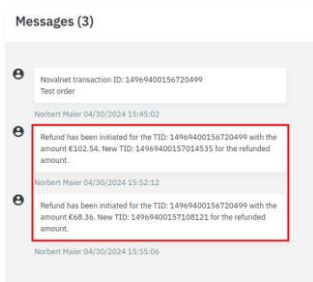 Messages (3)
Novalnet transaction ID: 14969400156720499
Test order
Norbert Maier 04/30/2024 15:45:02
Refund has been initiated for the TID: 14969400156720499 with the
amount €102.54. New TID: 14969400157014535 for the refunded
amount.
Norbert Maier 04/30/2024 15:52:12
Refund has been initiated for the TID: 14969400156720499 with the
amount €68.36. New TID: 14969400157108121 for the refunded
amount.
Norbert Maier 04/30/2024 15:55:06